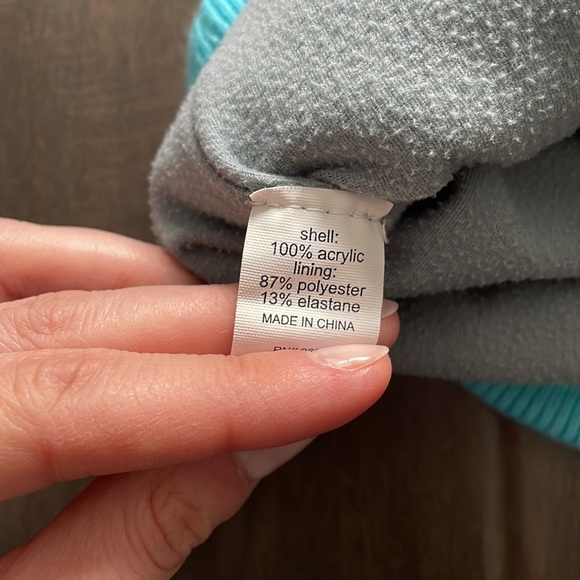 shell:
100% acrylic
lining:
87% polyester
13% elastane
MADE IN CHINA